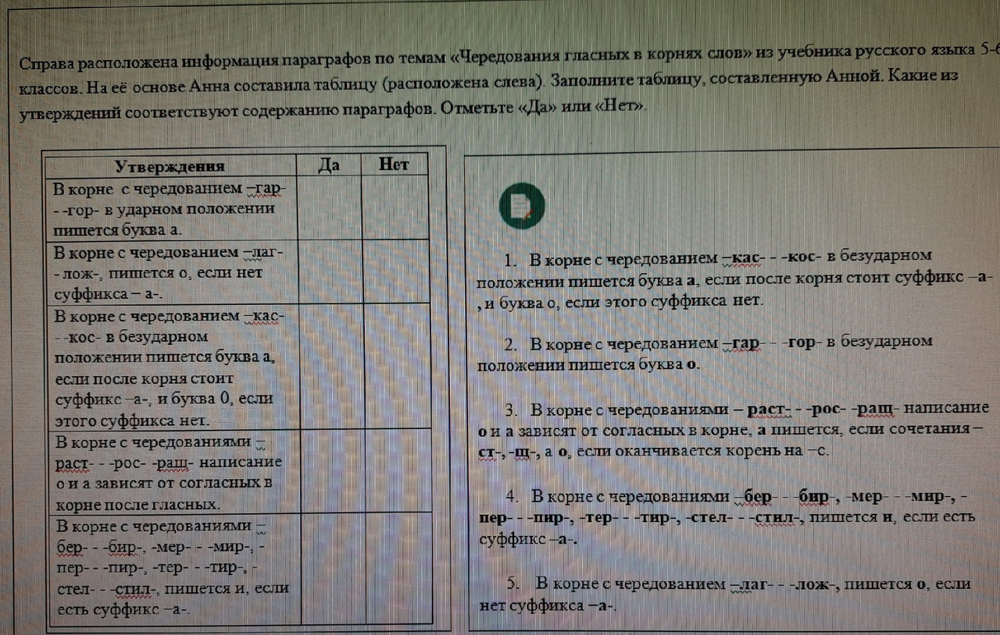 Справа расположена информация параграфов по темам «Чередования гласных в корнях слов» из учебника русского языка 5-6
классов. На её основе Анна составила таблицу (расположена слева). Заполните таблицу, составленную Анной. Какие из
утверждений соответствуют содержанию параграфов. Отметьте «Да» или «Нет».
Утверждения Да Нет
В корне с чередованием –гар-
- -гор- в ударном положении
пишется буква а.
В корне с чередованием –лаг-
- лож-, пишется о, если нет
суффикса – а-.
В корне с чередованием –кас-
- -кос- в безударном
положении пишется буква а,
если после корня стоит
суффикс –а-, и буква 0, если
этого суффикса нет.
В корне с чередованиями –
раст- - -рос- -ращ- написание
о и а зависят от согласных в
корне после гласных.
В корне с чередованиями –
бер- - -бир-, -мер- - -мир-, -
пер- - -пир-, -тер- - -тир-, -
стел- - -стил-, пишется и, если
есть суффикс –а-.
1. В корне с чередованием –кас- - -кос- в безударном
положении пишется буква а, если после корня стоит суффикс –а-
, и буква о, если этого суффикса нет.
2. В корне с чередованием –гар- - -гор- в безударном
положении пишется буква о.
3. В корне с чередованиями – раст- - -рос- -ращ- написание
о и а зависят от согласных в корне, а пишется, если сочетания –
ст-, -щ-, а о, если оканчивается корень на –с.
4. В корне с чередованиями –бер- - -бир-, -мер- - -мир-, -
пер- - -пир-, -тер- - -тир-, -стел- - -стил-, пишется и, если есть
суффикс –а-.
5. В корне с чередованием –лаг- - -лож-, пишется о, если
нет суффикса –а-.